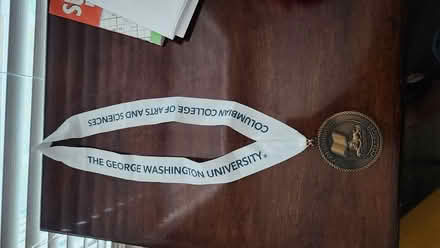 COLUMBIAN COLLEGE OF ARTS AND SCIENCES
THE GEORGE WASHINGTON UNIVERSITY®